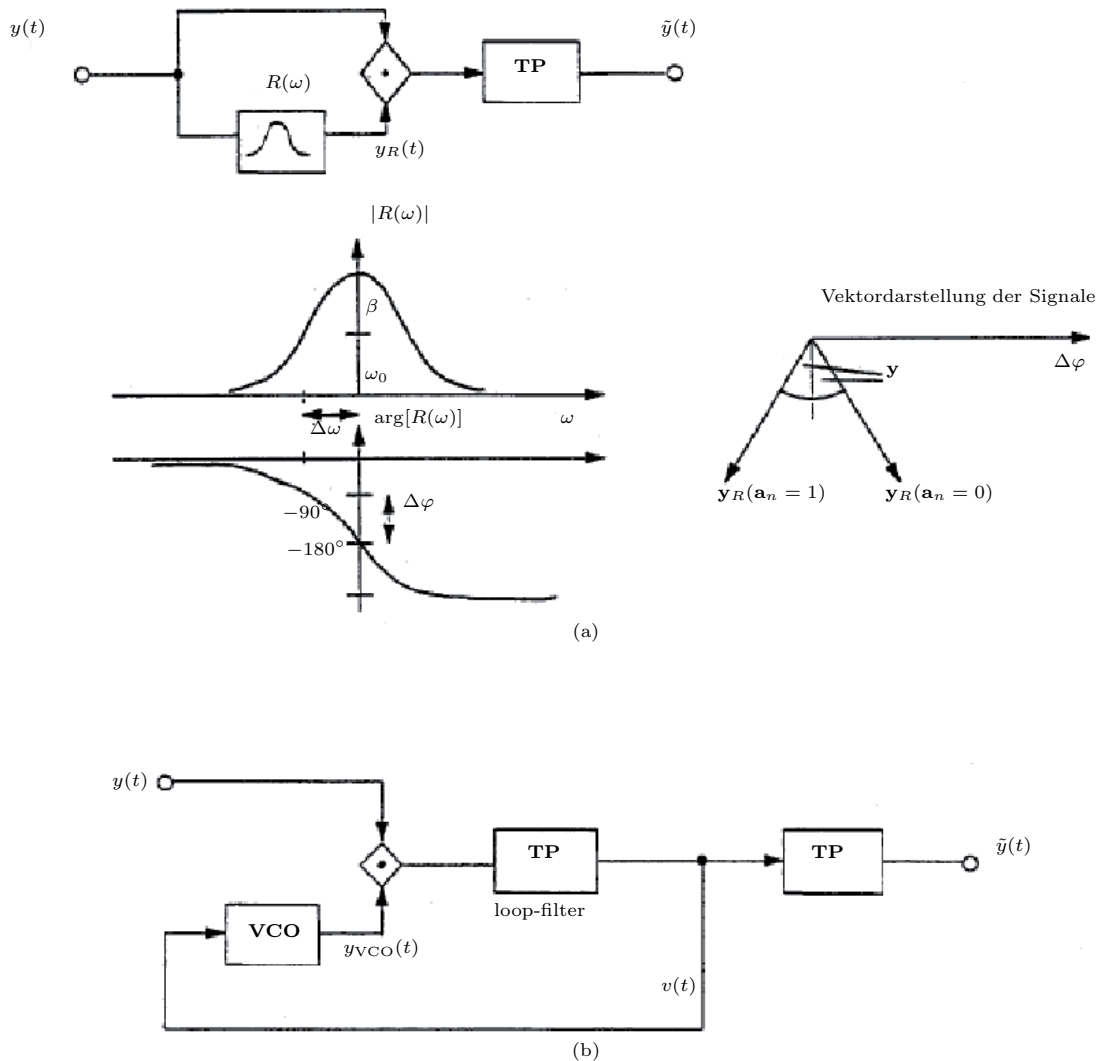 y(t)
ỹ(t)
TP
R(ω)
y_R(t)
|R(ω)|
β
ω₀
Δω
arg[R(ω)]
ω
−90°
Δφ
−180°
Vektordarstellung der Signale
y
Δφ
y_R(a_n = 1)
y_R(a_n = 0)
(a)
y(t)
TP
TP
ỹ(t)
loop-filter
VCO
y_VCO(t)
v(t)
(b)